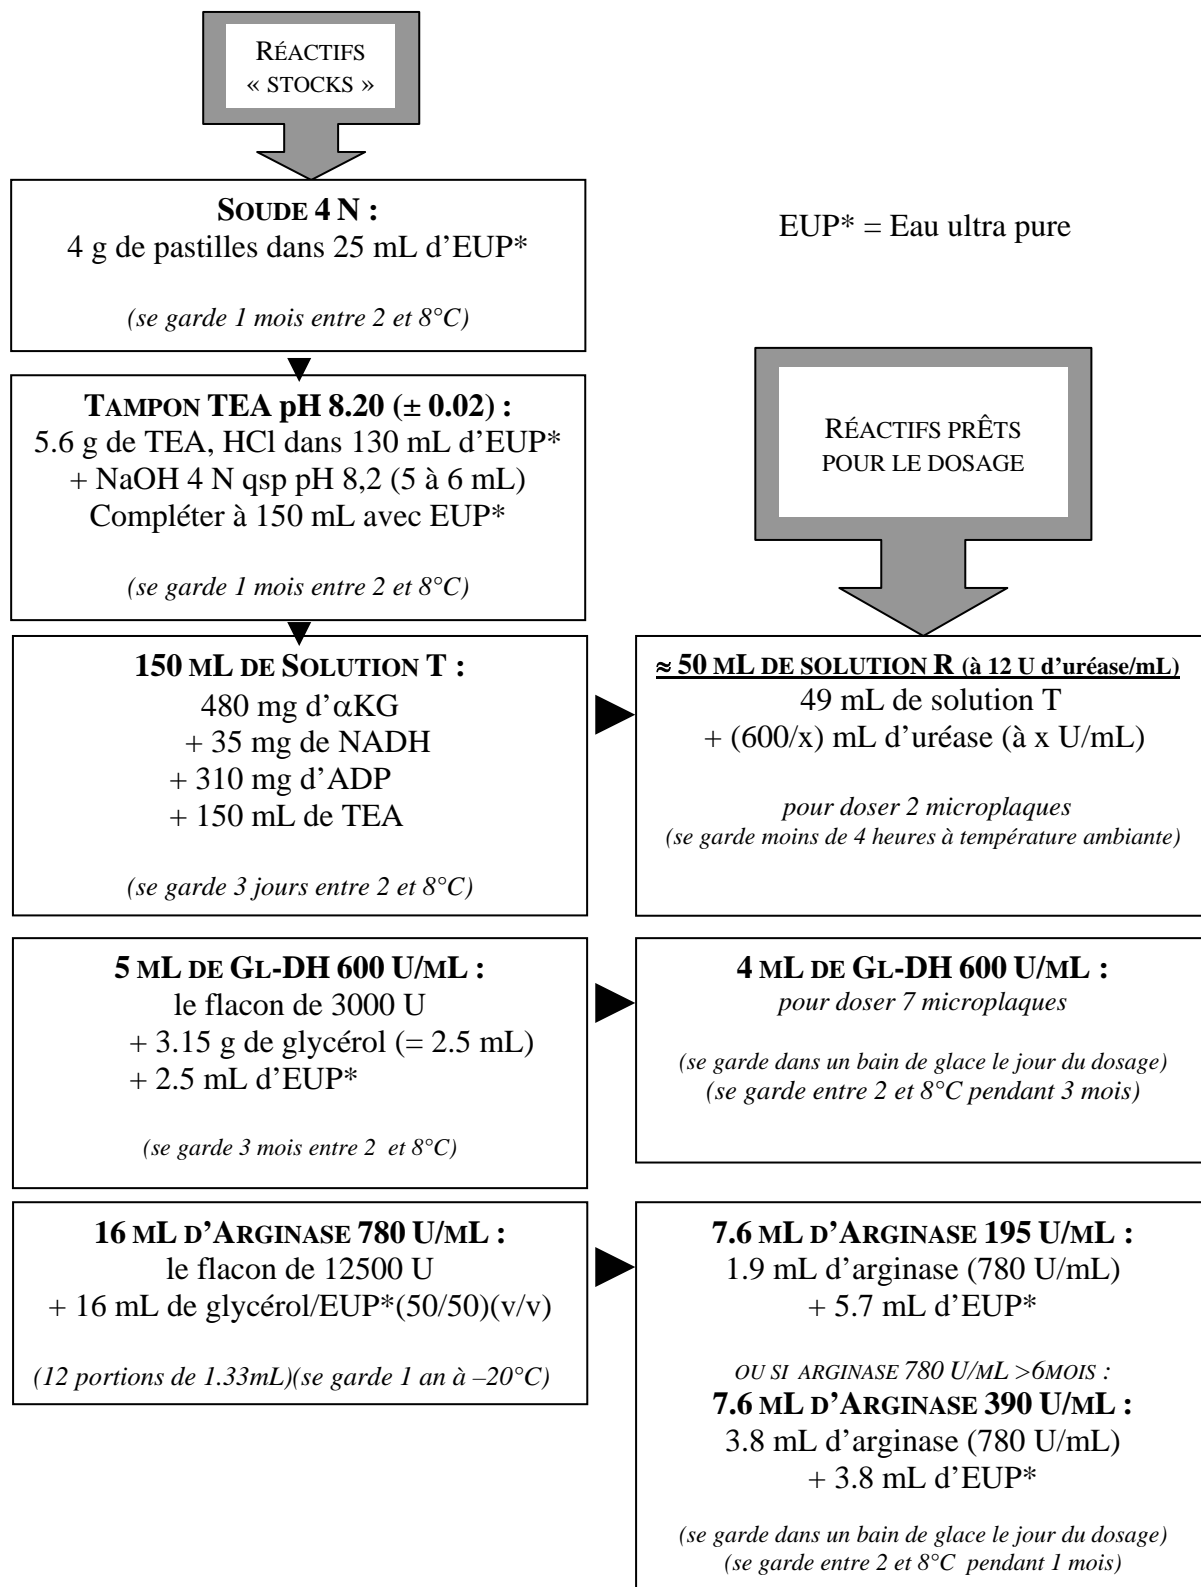 RÉACTIFS
« STOCKS »
SOUDE 4 N :
4 g de pastilles dans 25 mL d’EUP*
(se garde 1 mois entre 2 et 8°C)
EUP* = Eau ultra pure
TAMPON TEA pH 8.20 (± 0.02) :
5.6 g de TEA, HCl dans 130 mL d’EUP*
+ NaOH 4 N qsp pH 8,2 (5 à 6 mL)
Compléter à 150 mL avec EUP*
(se garde 1 mois entre 2 et 8°C)
RÉACTIFS PRÊTS
POUR LE DOSAGE
150 ML DE SOLUTION T :
480 mg d’αKG
+ 35 mg de NADH
+ 310 mg d’ADP
+ 150 mL de TEA
(se garde 3 jours entre 2 et 8°C)
≈ 50 ML DE SOLUTION R (à 12 U d’uréase/mL)
49 mL de solution T
+ (600/x) mL d’uréase (à x U/mL)
pour doser 2 microplaques
(se garde moins de 4 heures à température ambiante)
5 ML DE GL-DH 600 U/ML :
le flacon de 3000 U
+ 3.15 g de glycérol (= 2.5 mL)
+ 2.5 mL d’EUP*
(se garde 3 mois entre 2 et 8°C)
4 ML DE GL-DH 600 U/ML :
pour doser 7 microplaques
(se garde dans un bain de glace le jour du dosage)
(se garde entre 2 et 8°C pendant 3 mois)
16 ML D’ARGINASE 780 U/ML :
le flacon de 12500 U
+ 16 mL de glycérol/EUP*(50/50)(v/v)
(12 portions de 1.33mL)(se garde 1 an à –20°C)
7.6 ML D’ARGINASE 195 U/ML :
1.9 mL d’arginase (780 U/mL)
+ 5.7 mL d’EUP*
OU SI ARGINASE 780 U/ML >6MOIS :
7.6 ML D’ARGINASE 390 U/ML :
3.8 mL d’arginase (780 U/mL)
+ 3.8 mL d’EUP*
(se garde dans un bain de glace le jour du dosage)
(se garde entre 2 et 8°C pendant 1 mois)